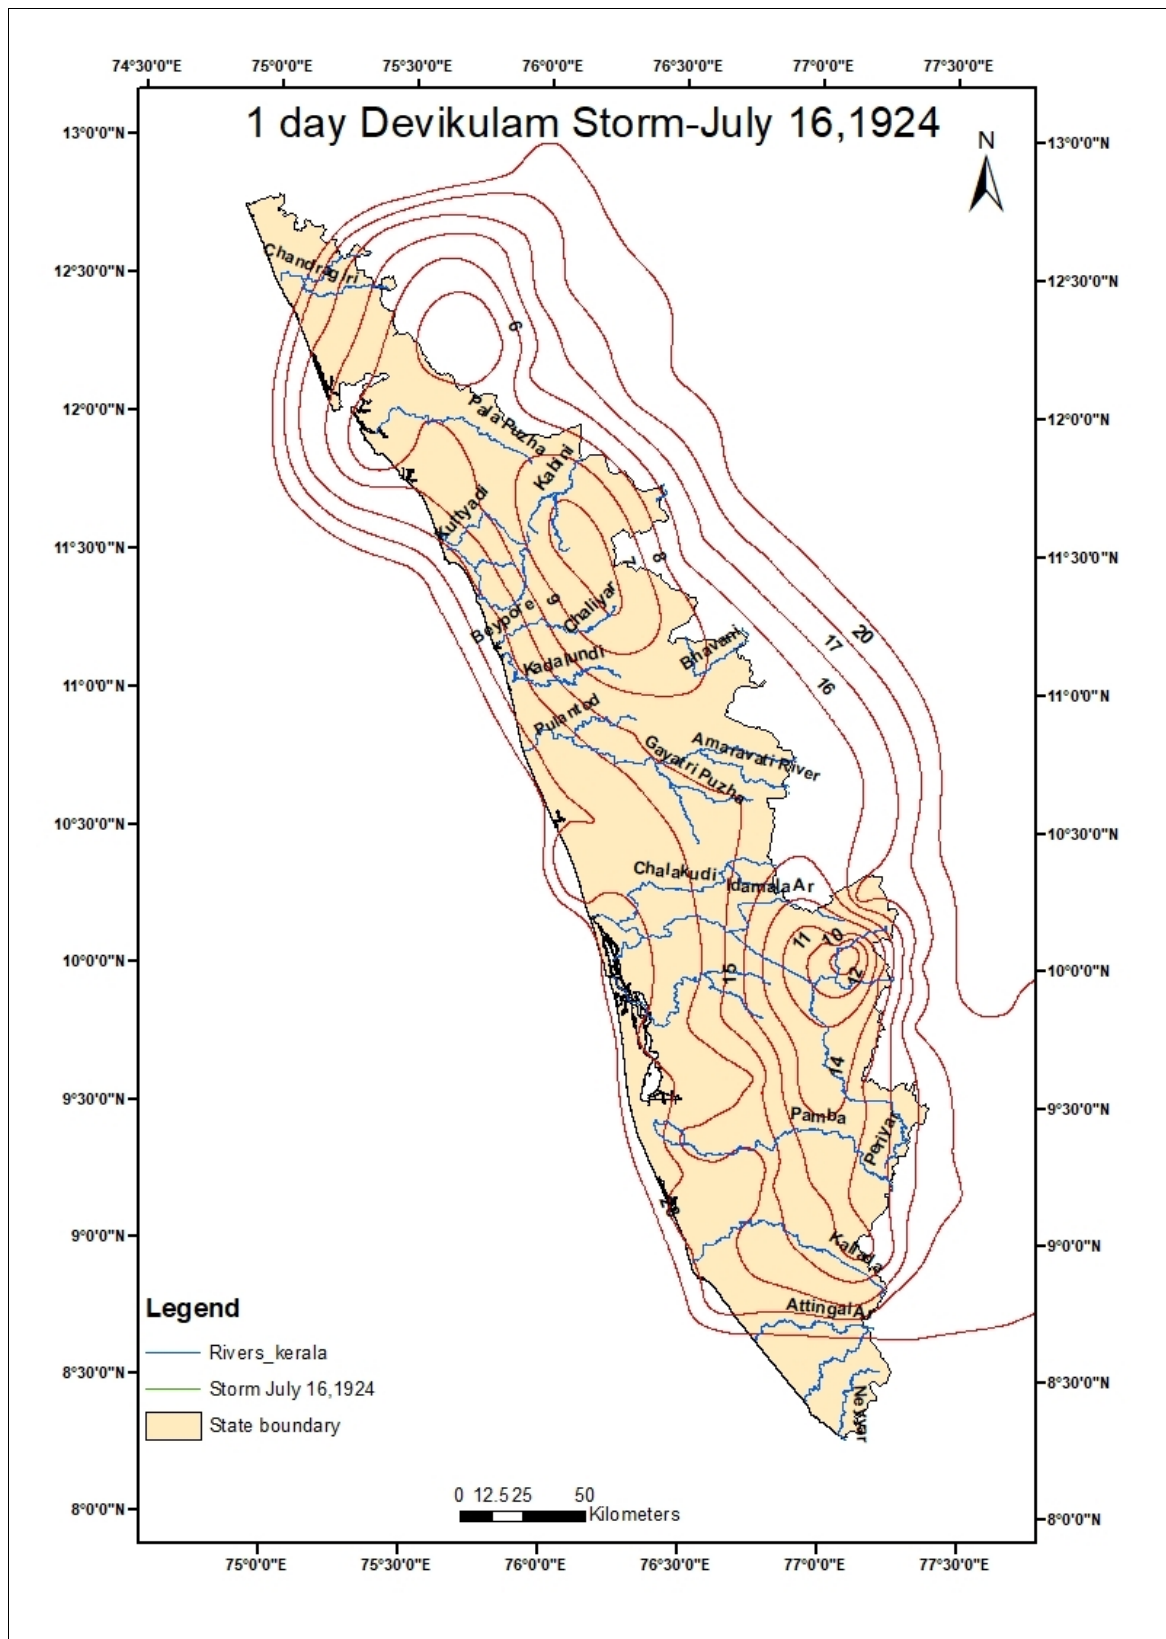 74°30'0"E 75°0'0"E 75°30'0"E 76°0'0"E 76°30'0"E 77°0'0"E 77°30'0"E
1 day Devikulam Storm-July 16,1924
N
13°0'0"N 13°0'0"N
Chandragiri
12°30'0"N 12°30'0"N
6
12°0'0"N 12°0'0"N
Pala Puzha
Kabini
Kuttyadi
11°30'0"N 11°30'0"N
7 8
9
Chaliyar
Beypore
20
17
Bhavani
Kadalundi
16
11°0'0"N 11°0'0"N
Pulantod
Gayatri Puzha
Amaravati River
10°30'0"N 10°30'0"N
Chalakudi
Idamala Ar
11 10
15 12
10°0'0"N 10°0'0"N
14
9°30'0"N 9°30'0"N
Pamba
Periyar
9°0'0"N 9°0'0"N
Kallada
Attingal Ar
Legend
Rivers_kerala
8°30'0"N 8°30'0"N
Storm July 16,1924
State boundary
Neyyar
0 12.5 25 50
Kilometers
8°0'0"N 8°0'0"N
75°0'0"E 75°30'0"E 76°0'0"E 76°30'0"E 77°0'0"E 77°30'0"E